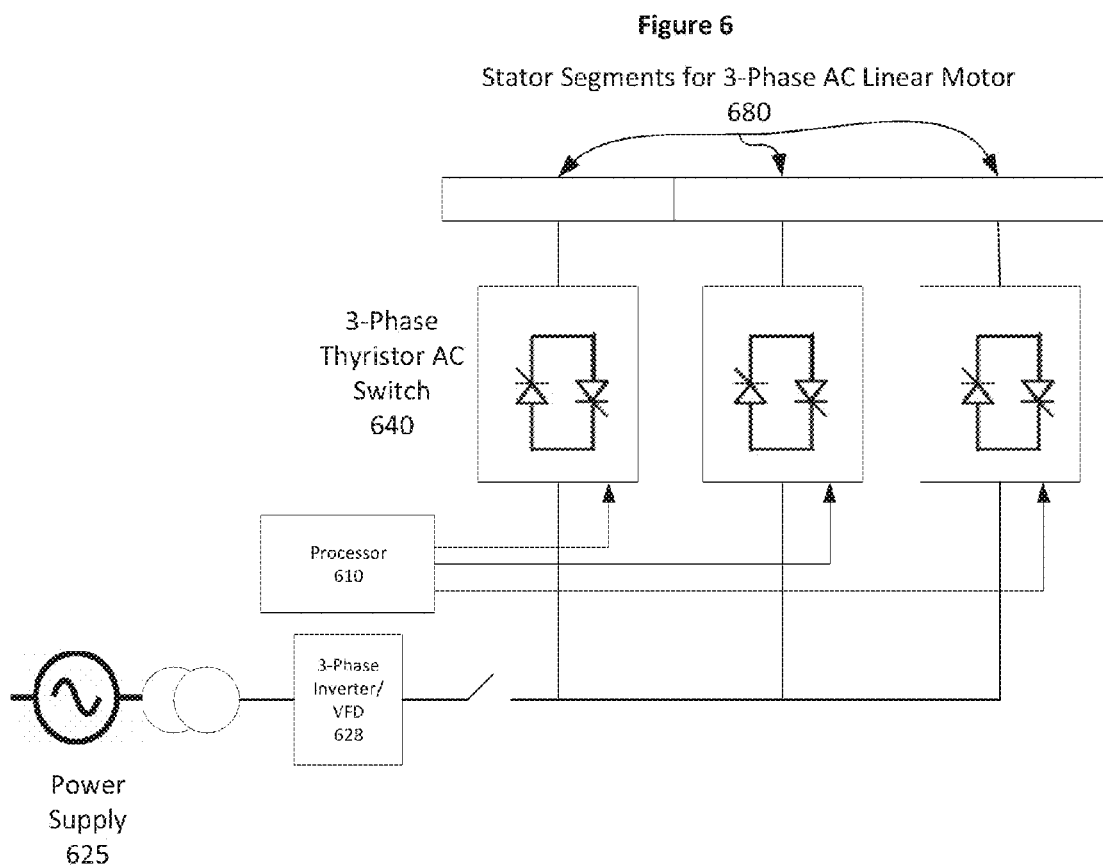 Figure 6
Stator Segments for 3-Phase AC Linear Motor
680
3-Phase
Thyristor AC
Switch
640
Processor
610
3-Phase
Inverter/
VFD
628
Power
Supply
625